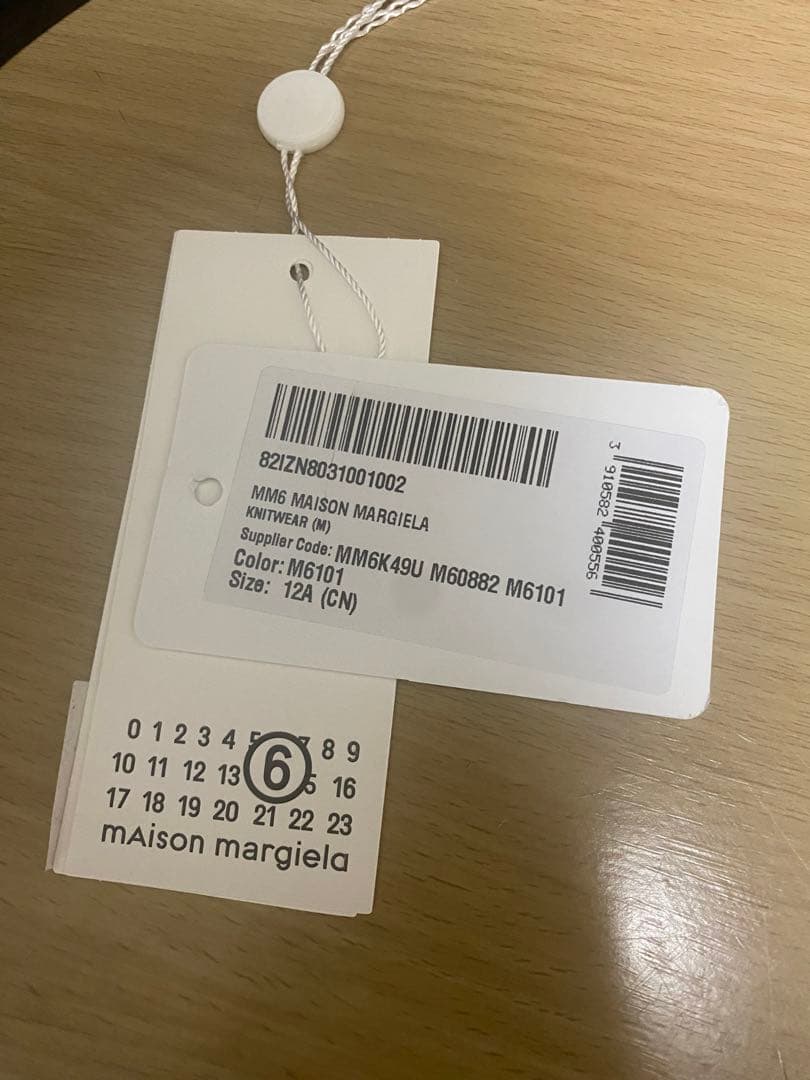 82IZN8031001002
MM6 MAISON MARGIELA
KNITWEAR (M)
Supplier Code: MM6K49U M60882 M6101
Color: M6101
Size: 12A (CN)
3 910582 400556
0 1 2 3 4 5 7 8 9
10 11 12 13 6 15 16
17 18 19 20 21 22 23
mAison margiela